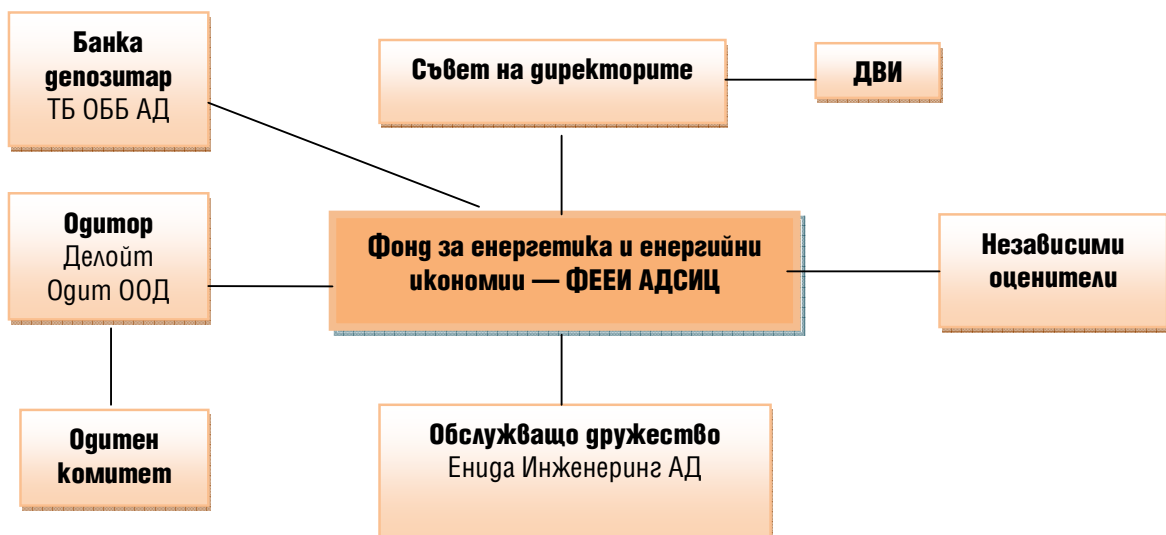 Банка
депозитар
ТБ ОББ АД
Съвет на директорите
ДВИ
Одитор
Делойт
Одит ООД
Фонд за енергетика и енергийни
икономии — ФЕЕИ АДСИЦ
Независими
оценители
Одитен
комитет
Обслужващо дружество
Енида Инженеринг АД